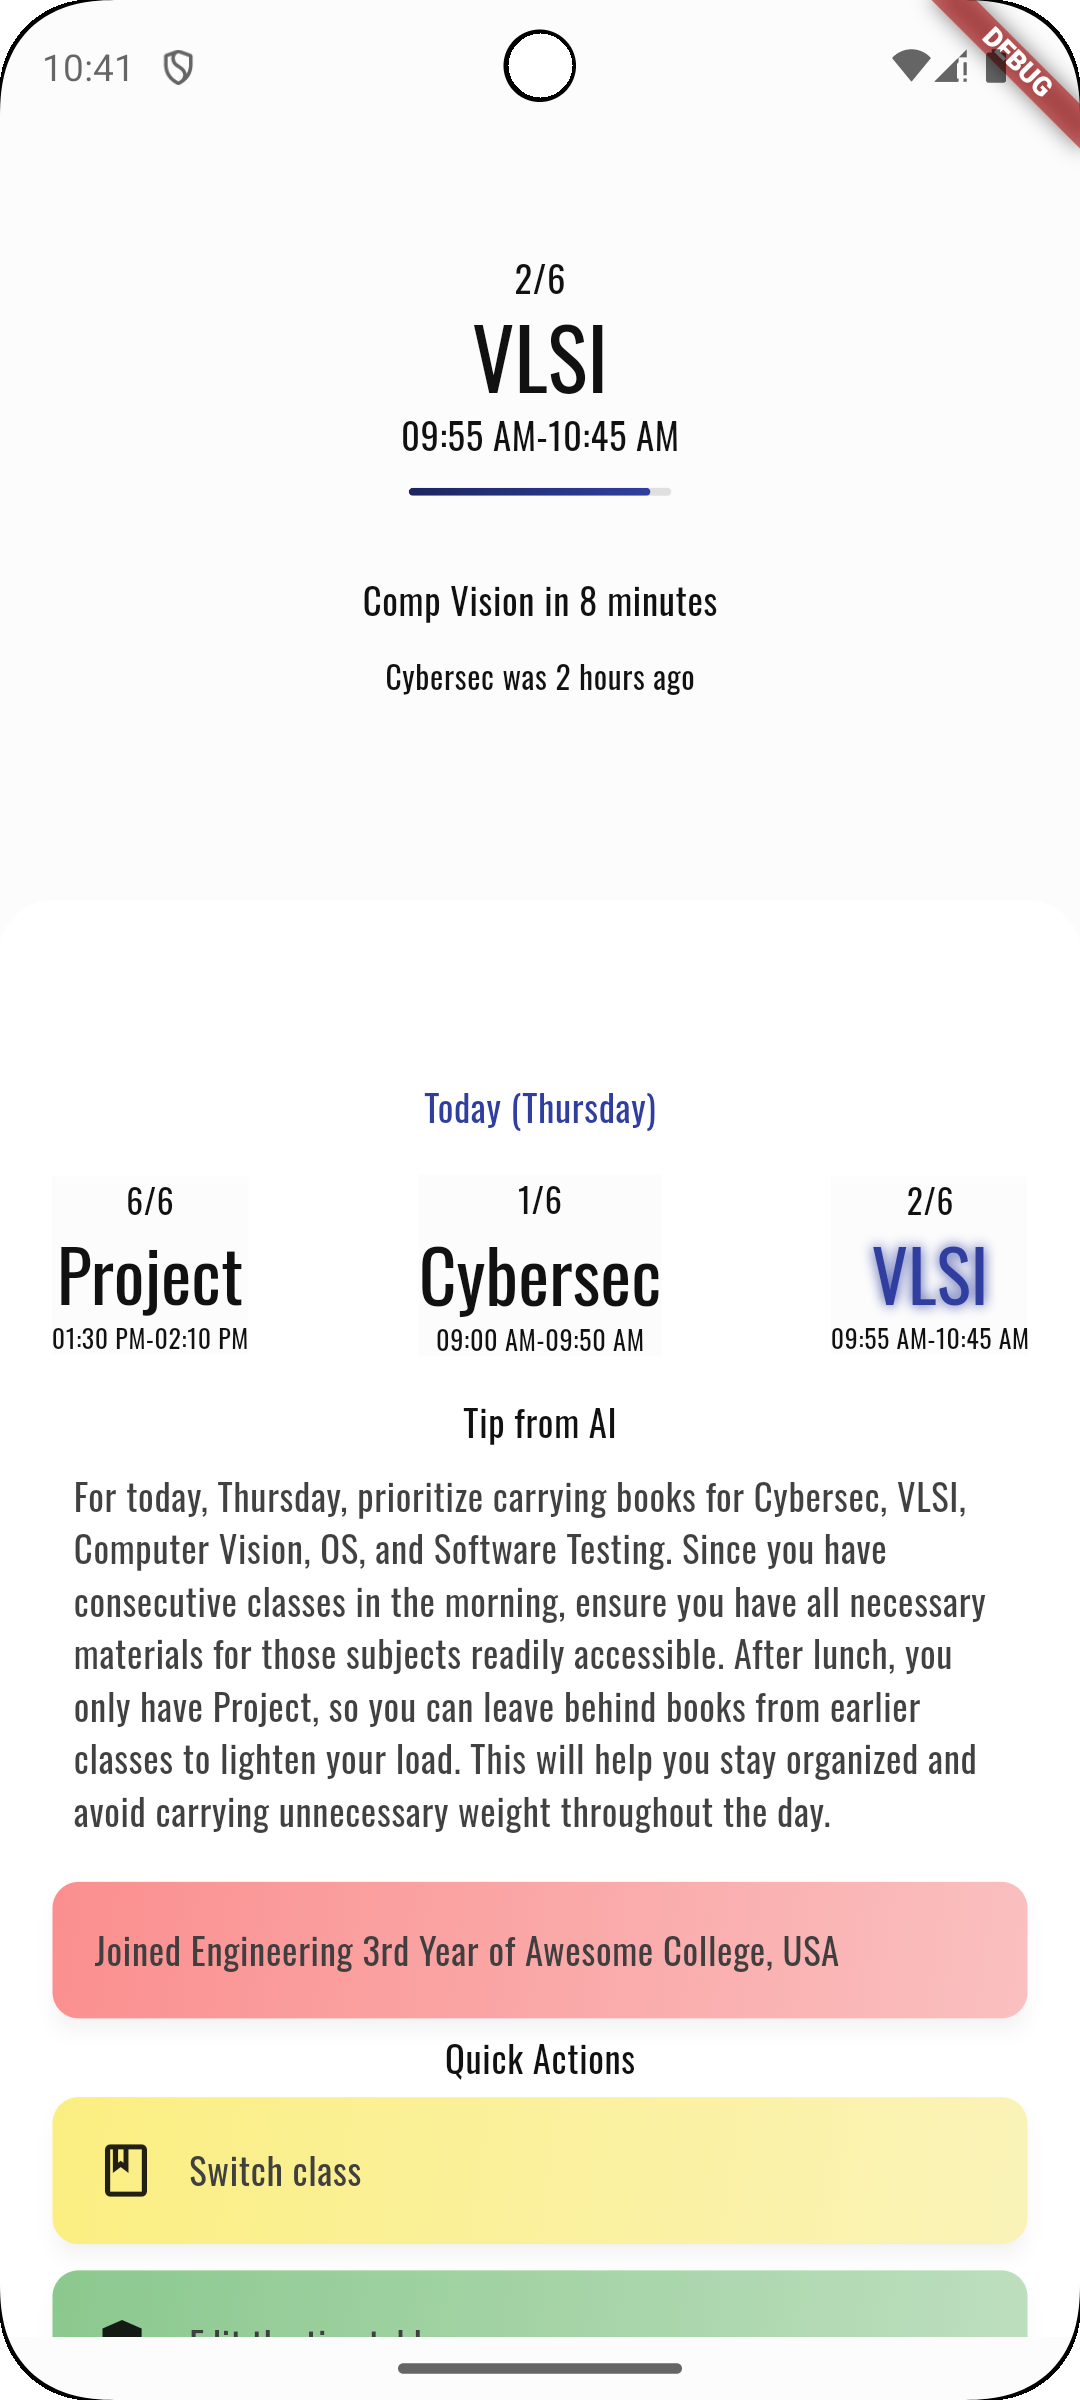 10:41
DEBUG
2/6
VLSI
09:55 AM-10:45 AM
Comp Vision in 8 minutes
Cybersec was 2 hours ago
Today (Thursday)
6/6
Project
01:30 PM-02:10 PM
1/6
Cybersec
09:00 AM-09:50 AM
2/6
VLSI
09:55 AM-10:45 AM
Tip from AI
For today, Thursday, prioritize carrying books for Cybersec, VLSI,
Computer Vision, OS, and Software Testing. Since you have
consecutive classes in the morning, ensure you have all necessary
materials for those subjects readily accessible. After lunch, you
only have Project, so you can leave behind books from earlier
classes to lighten your load. This will help you stay organized and
avoid carrying unnecessary weight throughout the day.
Joined Engineering 3rd Year of Awesome College, USA
Quick Actions
Switch class